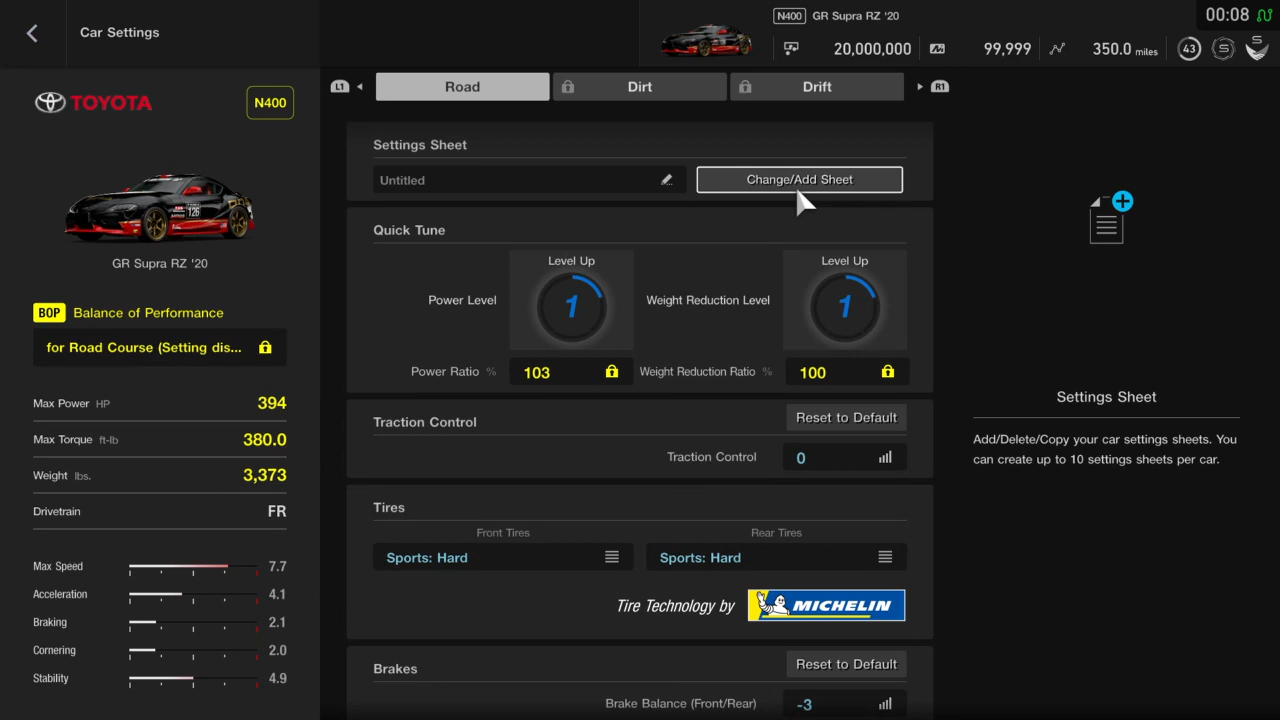 Car Settings
N400 GR Supra RZ '20
20,000,000 99,999 350.0 miles 43 S S
00:08
TOYOTA
N400
126
GR Supra RZ '20
BOP Balance of Performance
for Road Course (Setting dis...
Max Power HP 394
Max Torque ft-lb 380.0
Weight lbs. 3,373
Drivetrain FR
Max Speed 7.7
Acceleration 4.1
Braking 2.1
Cornering 2.0
Stability 4.9
L1 Road Dirt Drift R1
Settings Sheet
Untitled Change/Add Sheet
Quick Tune
Level Up Level Up
Power Level 1 Weight Reduction Level 1
Power Ratio % 103 Weight Reduction Ratio % 100
Traction Control Reset to Default
Traction Control 0
Tires
Front Tires Rear Tires
Sports: Hard Sports: Hard
Tire Technology by MICHELIN
Brakes Reset to Default
Brake Balance (Front/Rear) -3
Settings Sheet
Add/Delete/Copy your car settings sheets. You
can create up to 10 settings sheets per car.